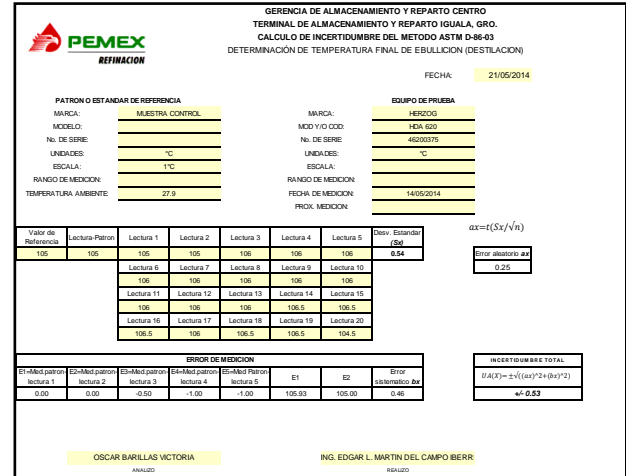 GERENCIA DE ALMACENAMIENTO Y REPARTO CENTRO
TERMINAL DE ALMACENAMIENTO Y REPARTO IGUALA, GRO.
CALCULO DE INCERTIDUMBRE DEL METODO ASTM D-86-03
DETERMINACIÓN DE TEMPERATURA FINAL DE EBULLICION (DESTILACION)
PEMEX
REFINACION
FECHA: 21/05/2014
PATRON O ESTANDAR DE REFERENCIA EQUIPO DE PRUEBA
MARCA: MUESTRA CONTROL MARCA: HERZOG
MODELO: MOD Y/O COD: HDA 620
No. DE SERIE: No. DE SERIE: 46200375
UNIDADES: °C UNIDADES: °C
ESCALA: 1°C ESCALA:
RANGO DE MEDICION: RANGO DE MEDICION:
TEMPERATURA AMBIENTE: 27.9 FECHA DE MEDICION: 14/05/2014
PROX. MEDICION:
Valor de Referencia Lectura-Patron Lectura 1 Lectura 2 Lectura 3 Lectura 4 Lectura 5 Desv. Estandar (Sx) ax=t(Sx/√n)
105 105 105 105 106 106 106 0.54 Error aleatorio ax
Lectura 6 Lectura 7 Lectura 8 Lectura 9 Lectura 10 0.25
106 106 106 106 106
Lectura 11 Lectura 12 Lectura 13 Lectura 14 Lectura 15
106 106 106 106.5 106.5
Lectura 16 Lectura 17 Lectura 18 Lectura 19 Lectura 20
106.5 106 106.5 106.5 104.5
ERROR DE MEDICION INCERTIDUMBRE TOTAL
E1=Med.patron-lectura 1 E2=Med.patron-lectura 2 E3=Med.patron-lectura 3 E4=Med.patron-lectura 4 E5=Med Patron-lectura 5 E1 E2 Error sistematico bx UA(X)= ±√((ax)^2+(bx)^2)
0.00 0.00 -0.50 -1.00 -1.00 105.93 105.00 0.46 +/- 0.53
OSCAR BARILLAS VICTORIA ING. EDGAR L. MARTIN DEL CAMPO IBERR
ANALIZO REALIZO